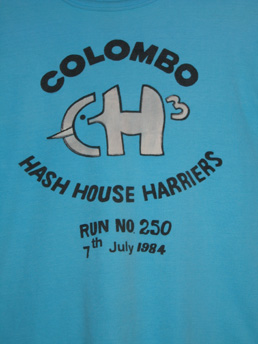 COLOMBO
CH3
HASH HOUSE HARRIERS
RUN NO. 250
7th July 1984